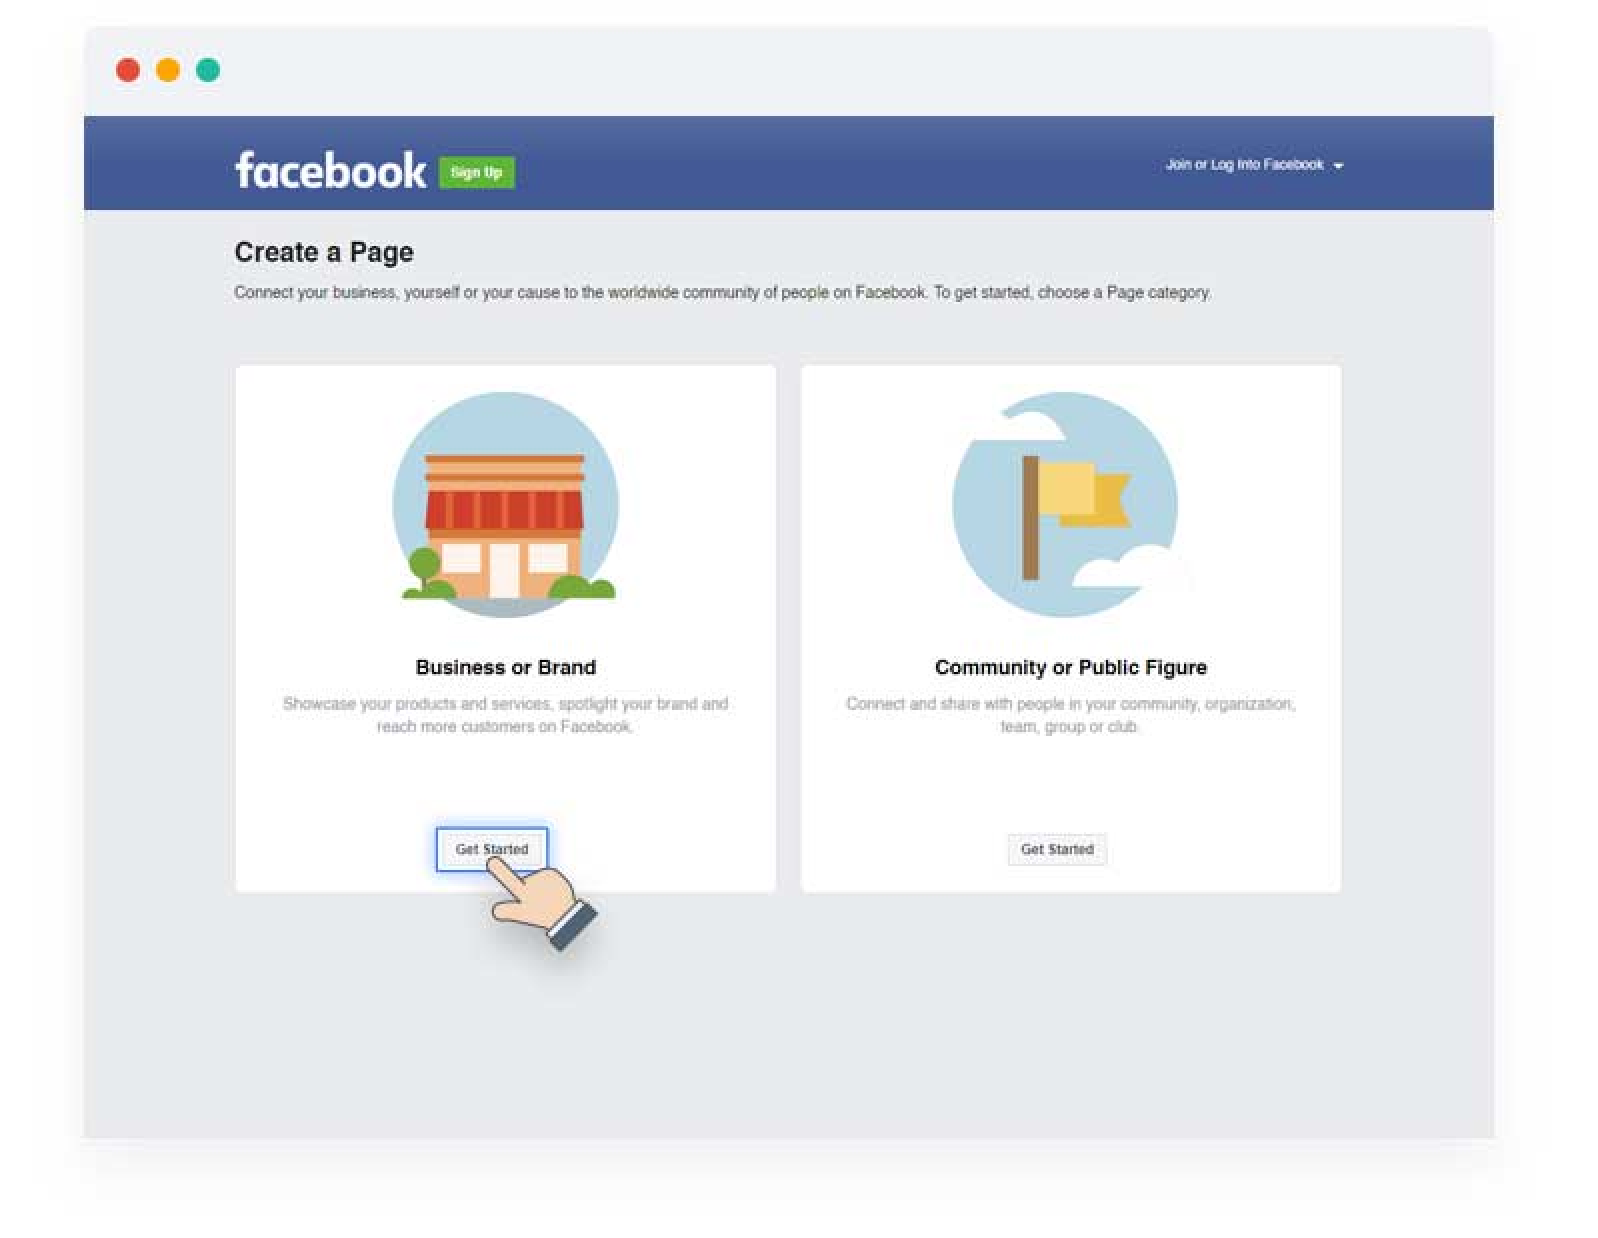 facebook Sign Up
Join or Log Into Facebook
Create a Page
Connect your business, yourself or your cause to the worldwide community of people on Facebook. To get started, choose a Page category.
Business or Brand
Showcase your products and services, spotlight your brand and
reach more customers on Facebook.
Get Started
Community or Public Figure
Connect and share with people in your community, organization,
team, group or club.
Get Started